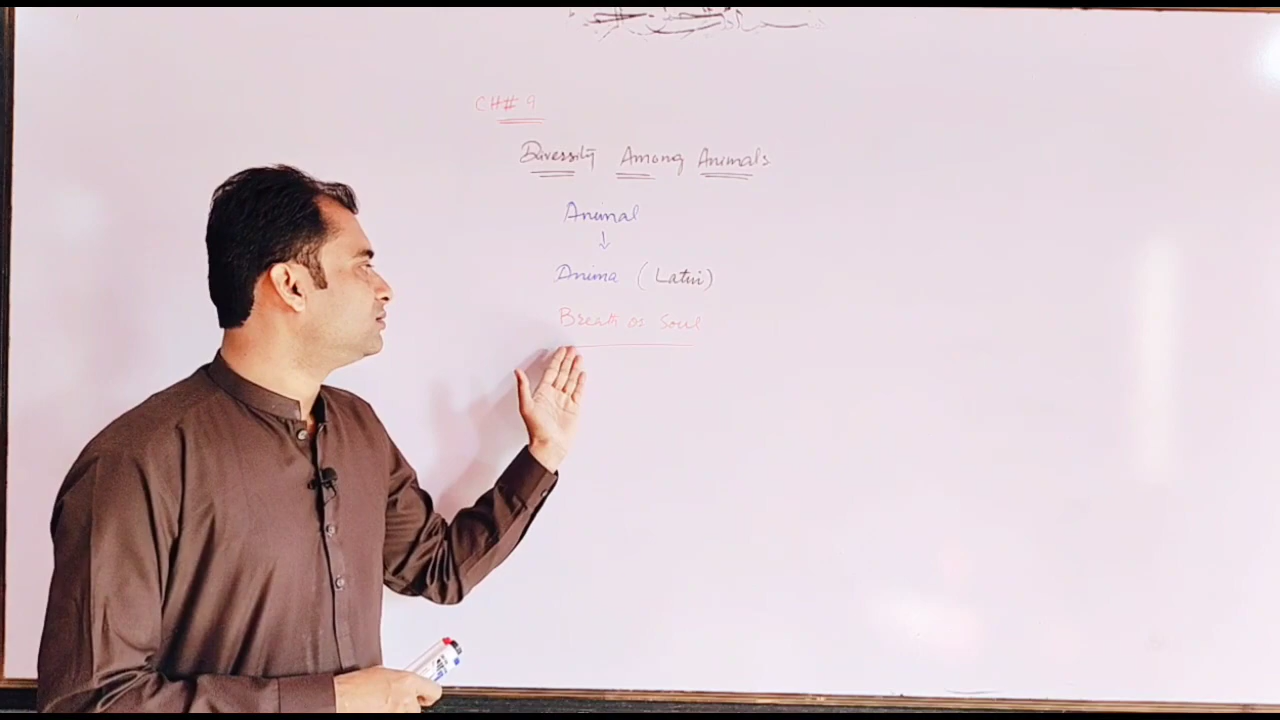 CH# 9
Diversity Among Animals
Animal
↓
Anima (Latin)
Breath or Soul